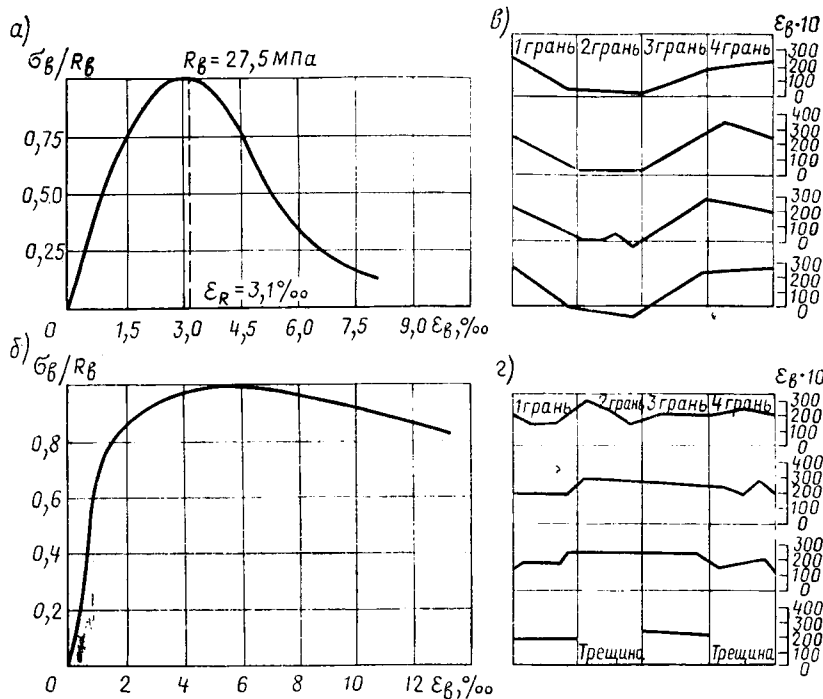 а)
σв/Rв
Rв = 27,5 МПа
0,75
0,50
0,25
εR = 3,1‰
0 1,5 3,0 4,5 6,0 7,5 9,0 εв,‰
б)
σв/Rв
0,8
0,6
0,4
0,2
0 2 4 6 8 10 12 εв,‰
в)
εв·10
1 грань 2 грань 3 грань 4 грань
300
200
100
0
400
300
200
100
0
300
200
100
0
300
200
100
0
г)
εв·10
1 грань 2 грань 3 грань 4 грань
300
200
100
0
400
300
200
100
0
300
200
100
0
400
300
200
100
0
Трещина Трещина